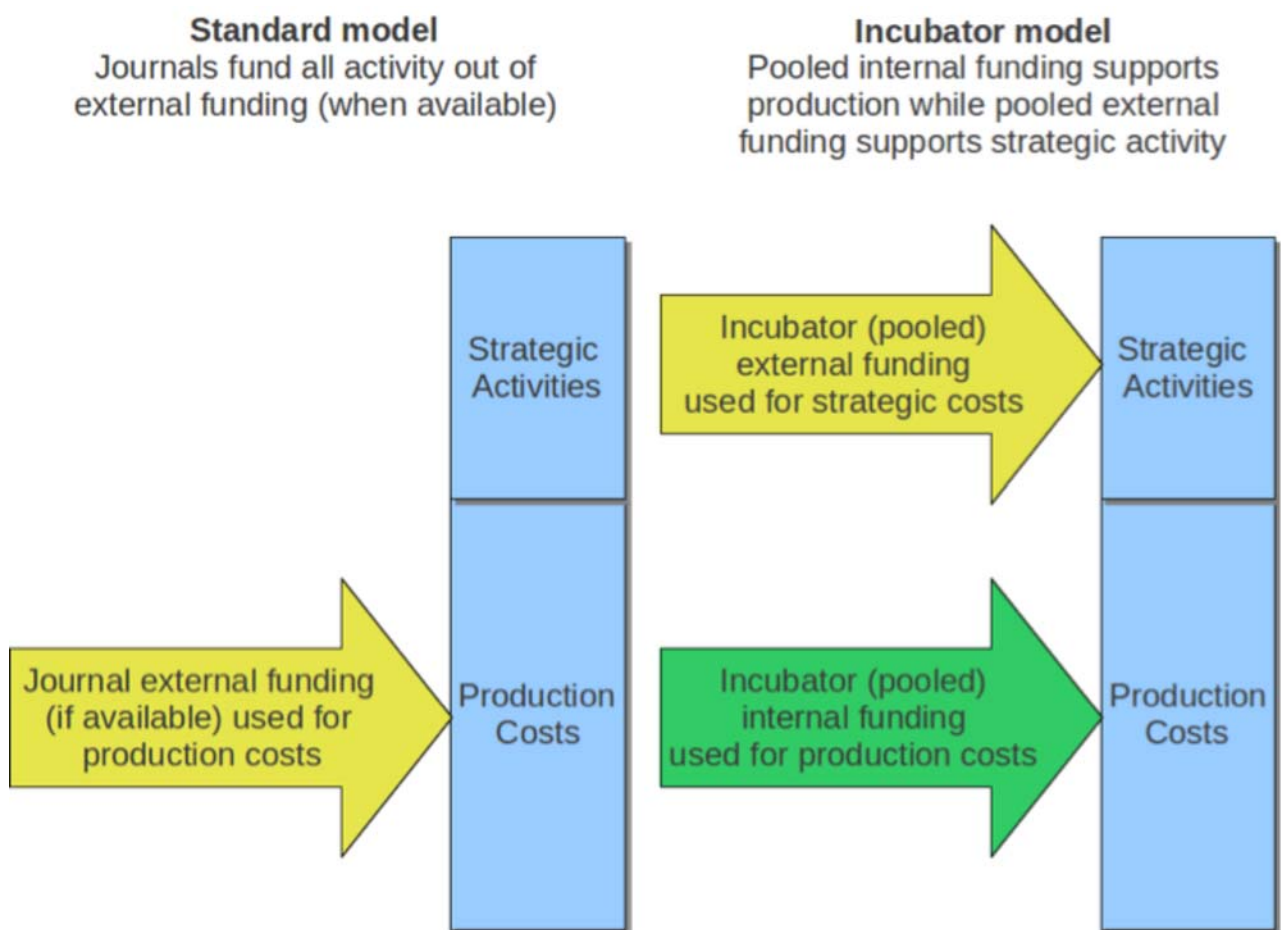 Standard model
Journals fund all activity out of
external funding (when available)
Incubator model
Pooled internal funding supports
production while pooled external
funding supports strategic activity
Strategic
Activities
Incubator (pooled)
external funding
used for strategic costs
Strategic
Activities
Journal external funding
(if available) used for
production costs
Production
Costs
Incubator (pooled)
internal funding
used for production costs
Production
Costs